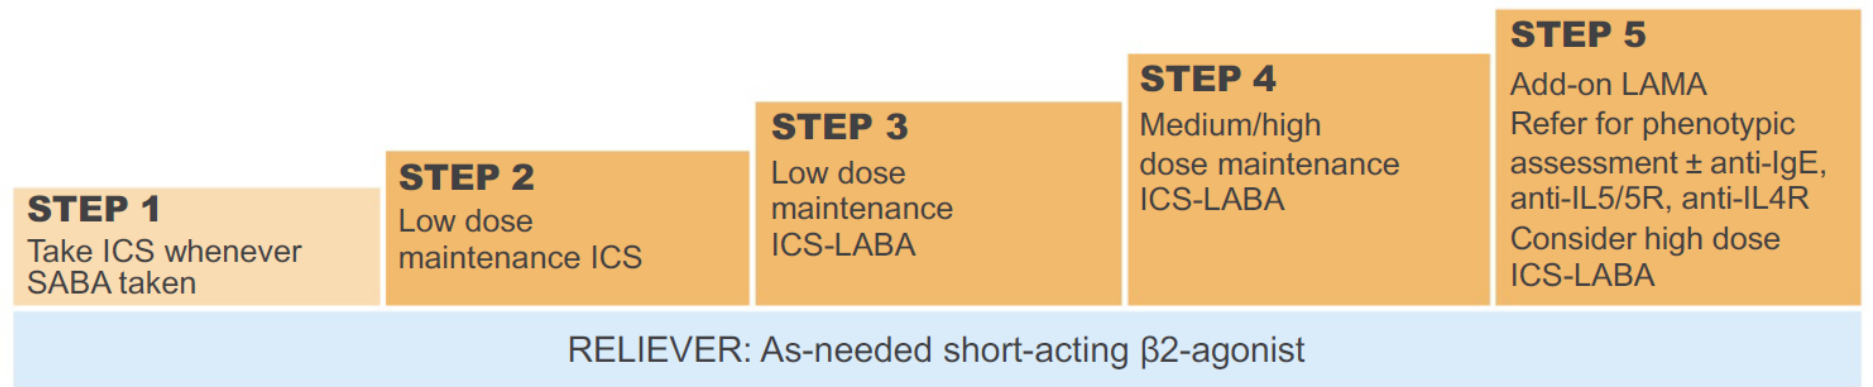 STEP 1
Take ICS whenever
SABA taken
STEP 2
Low dose
maintenance ICS
STEP 3
Low dose
maintenance
ICS-LABA
STEP 4
Medium/high
dose maintenance
ICS-LABA
STEP 5
Add-on LAMA
Refer for phenotypic
assessment ± anti-IgE,
anti-IL5/5R, anti-IL4R
Consider high dose
ICS-LABA
RELIEVER: As-needed short-acting β2-agonist